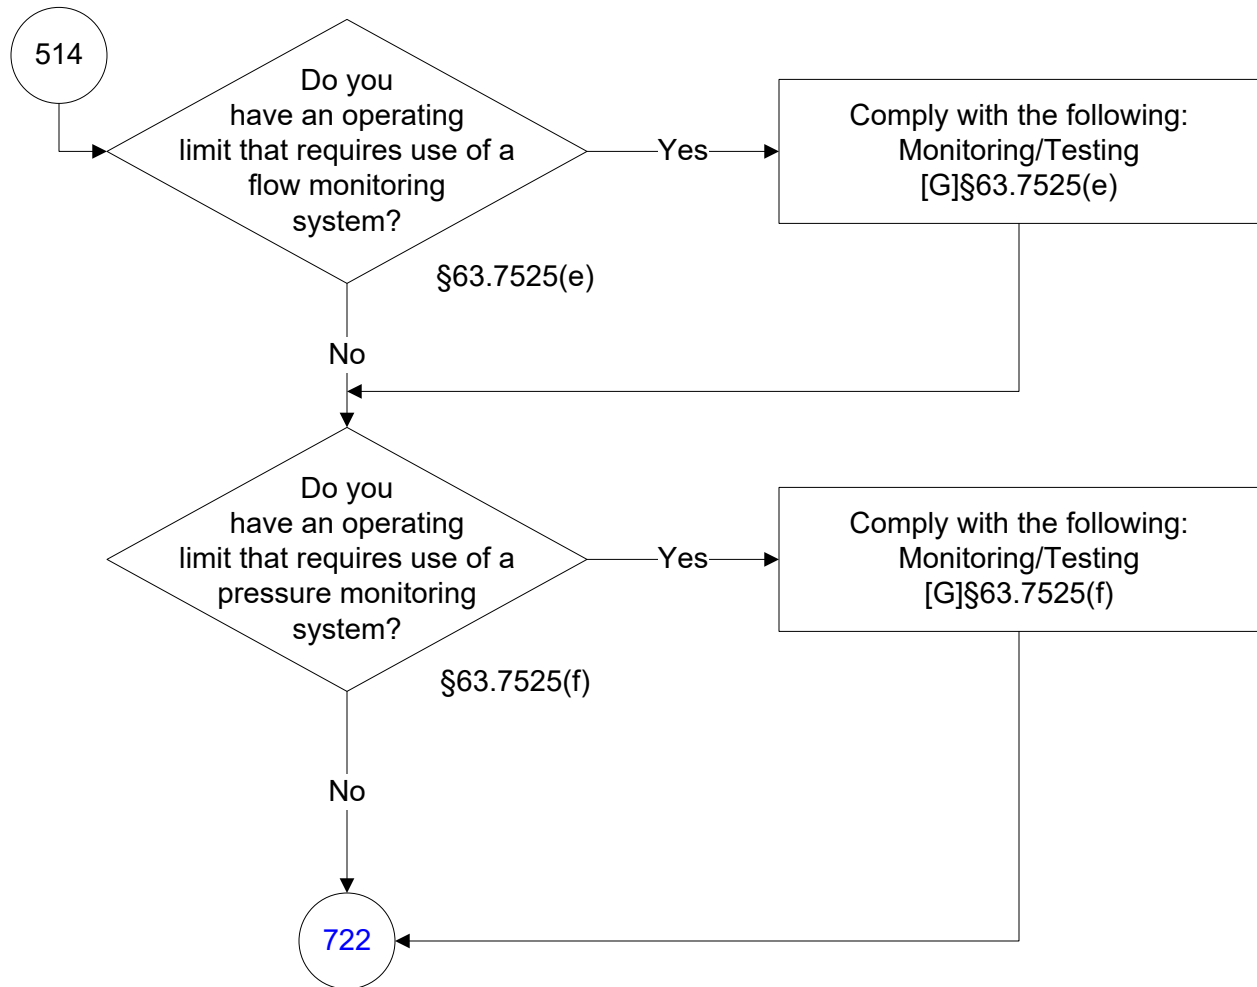 514
Do you
have an operating
limit that requires use of a
flow monitoring
system?
Yes
Comply with the following:
Monitoring/Testing
[G]§63.7525(e)
§63.7525(e)
No
Do you
have an operating
limit that requires use of a
pressure monitoring
system?
Yes
Comply with the following:
Monitoring/Testing
[G]§63.7525(f)
§63.7525(f)
No
722